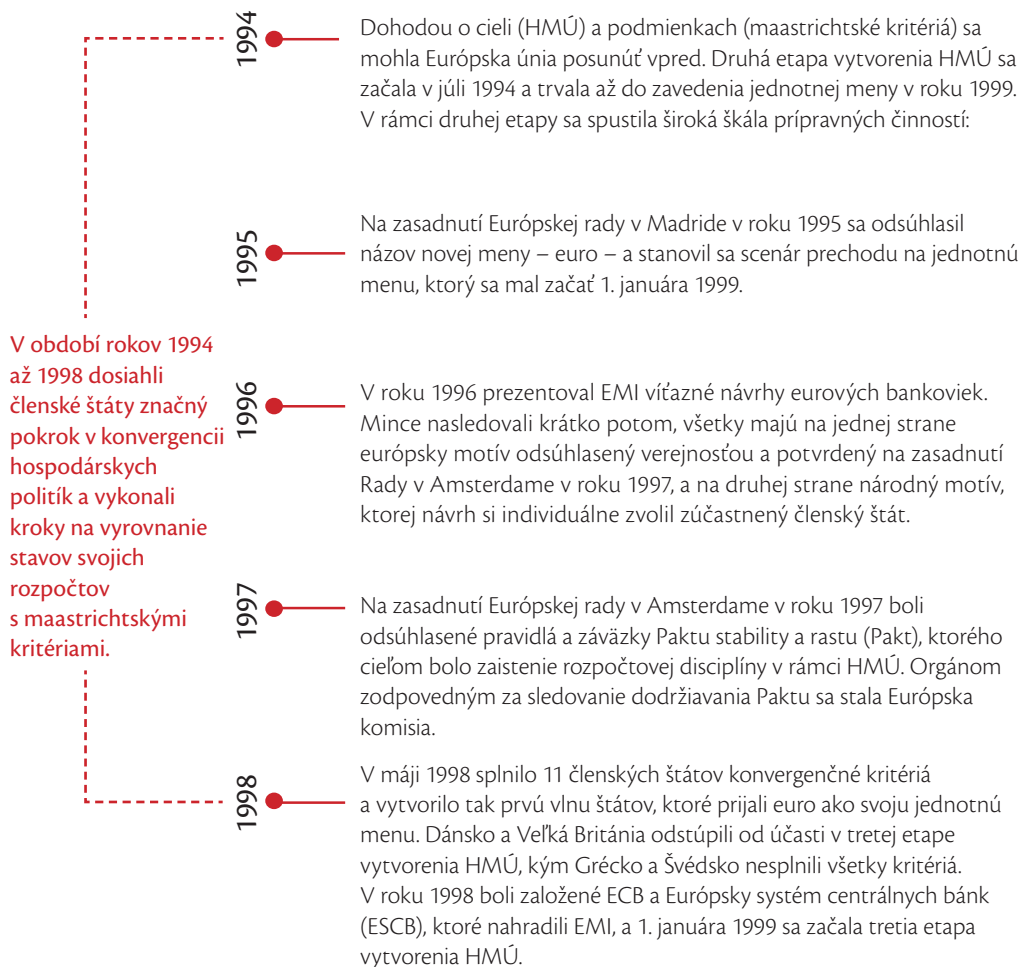 1994
Dohodou o cieli (HMÚ) a podmienkach (maastrichtské kritériá) sa
mohla Európska únia posunúť vpred. Druhá etapa vytvorenia HMÚ sa
začala v júli 1994 a trvala až do zavedenia jednotnej meny v roku 1999.
V rámci druhej etapy sa spustila široká škála prípravných činností:
1995
Na zasadnutí Európskej rady v Madride v roku 1995 sa odsúhlasil
názov novej meny – euro – a stanovil sa scenár prechodu na jednotnú
menu, ktorý sa mal začať 1. januára 1999.
V období rokov 1994
až 1998 dosiahli
členské štáty značný
pokrok v konvergencii
hospodárskych
politík a vykonali
kroky na vyrovnanie
stavov svojich
rozpočtov
s maastrichtskými
kritériami.
1996
V roku 1996 prezentoval EMI víťazné návrhy eurových bankoviek.
Mince nasledovali krátko potom, všetky majú na jednej strane
európsky motív odsúhlasený verejnosťou a potvrdený na zasadnutí
Rady v Amsterdame v roku 1997, a na druhej strane národný motív,
ktorej návrh si individuálne zvolil zúčastnený členský štát.
1997
Na zasadnutí Európskej rady v Amsterdame v roku 1997 boli
odsúhlasené pravidlá a záväzky Paktu stability a rastu (Pakt), ktorého
cieľom bolo zaistenie rozpočtovej disciplíny v rámci HMÚ. Orgánom
zodpovedným za sledovanie dodržiavania Paktu sa stala Európska
komisia.
1998
V máji 1998 splnilo 11 členských štátov konvergenčné kritériá
a vytvorilo tak prvú vlnu štátov, ktoré prijali euro ako svoju jednotnú
menu. Dánsko a Veľká Británia odstúpili od účasti v tretej etape
vytvorenia HMÚ, kým Grécko a Švédsko nesplnili všetky kritériá.
V roku 1998 boli založené ECB a Európsky systém centrálnych bánk
(ESCB), ktoré nahradili EMI, a 1. januára 1999 sa začala tretia etapa
vytvorenia HMÚ.